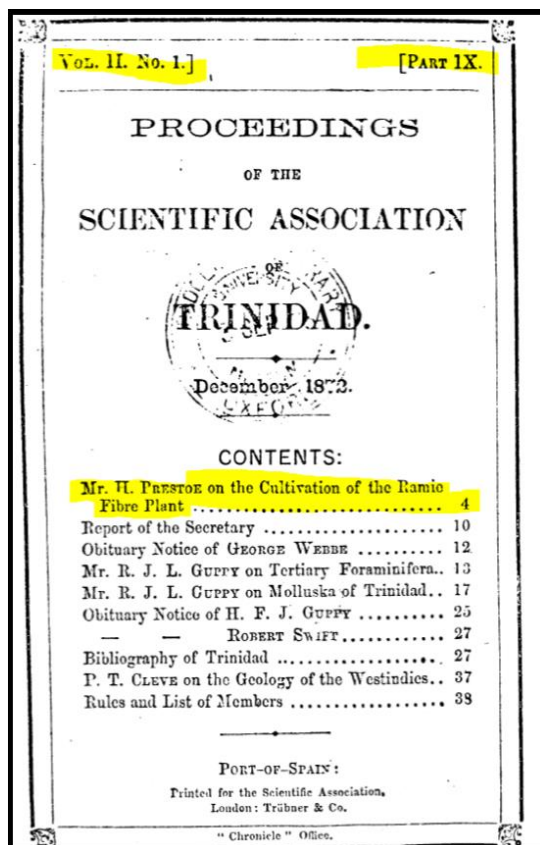 VOL. II. No. 1.] [PART IX.
PROCEEDINGS
OF THE
SCIENTIFIC ASSOCIATION
OF
UNIVERSITY
TRINIDAD.
December, 1872.
OXFORD
CONTENTS:
Mr. H. PRESTOE on the Cultivation of the Ramie
Fibre Plant .............................. 4
Report of the Secretary .................... 10
Obituary Notice of GEORGE WEBBE .......... 12
Mr. R. J. L. GUPPY on Tertiary Foraminifera.. 13
Mr. R. J. L. GUPPY on Molluska of Trinidad.. 17
Obituary Notice of H. F. J. GUPPY .......... 25
— — ROBERT SWIFT............ 27
Bibliography of Trinidad .................. 27
P. T. CLEVE on the Geology of the Westindies.. 37
Rules and List of Members .................. 38
PORT-OF-SPAIN:
Printed for the Scientific Association,
London: Trübner & Co.
"Chronicle" Office.